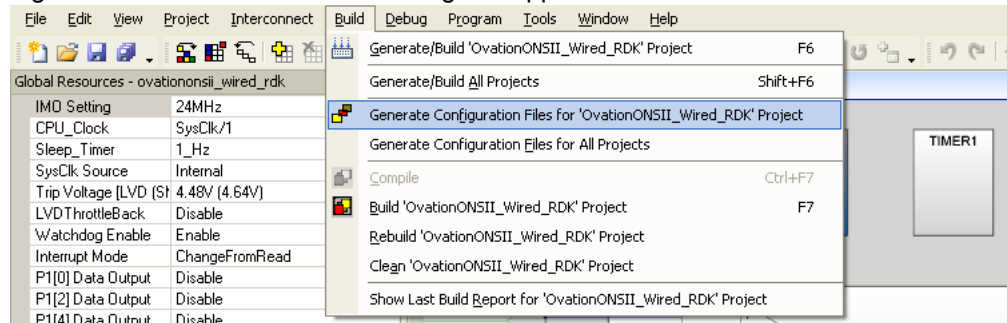 File Edit View Project Interconnect Build Debug Program Tools Window Help
Generate/Build 'OvationONSII_Wired_RDK' Project F6
Global Resources - ovationonsii_wired_rdk
Generate/Build All Projects Shift+F6
IMO Setting 24MHz
Generate Configuration Files for 'OvationONSII_Wired_RDK' Project
CPU_Clock SysClk/1
Sleep_Timer 1_Hz
Generate Configuration Files for All Projects
TIMER1
SysClk Source Internal
Compile Ctrl+F7
Trip Voltage [LVD (SM 4.48V (4.64V)
LVDThrottleBack Disable
Build 'OvationONSII_Wired_RDK' Project F7
Watchdog Enable Enable
Rebuild 'OvationONSII_Wired_RDK' Project
Interrupt Mode ChangeFromRead
Clean 'OvationONSII_Wired_RDK' Project
P1[0] Data Output Disable
P1[2] Data Output Disable
Show Last Build Report for 'OvationONSII_Wired_RDK' Project
P1[4] Data Output Disable